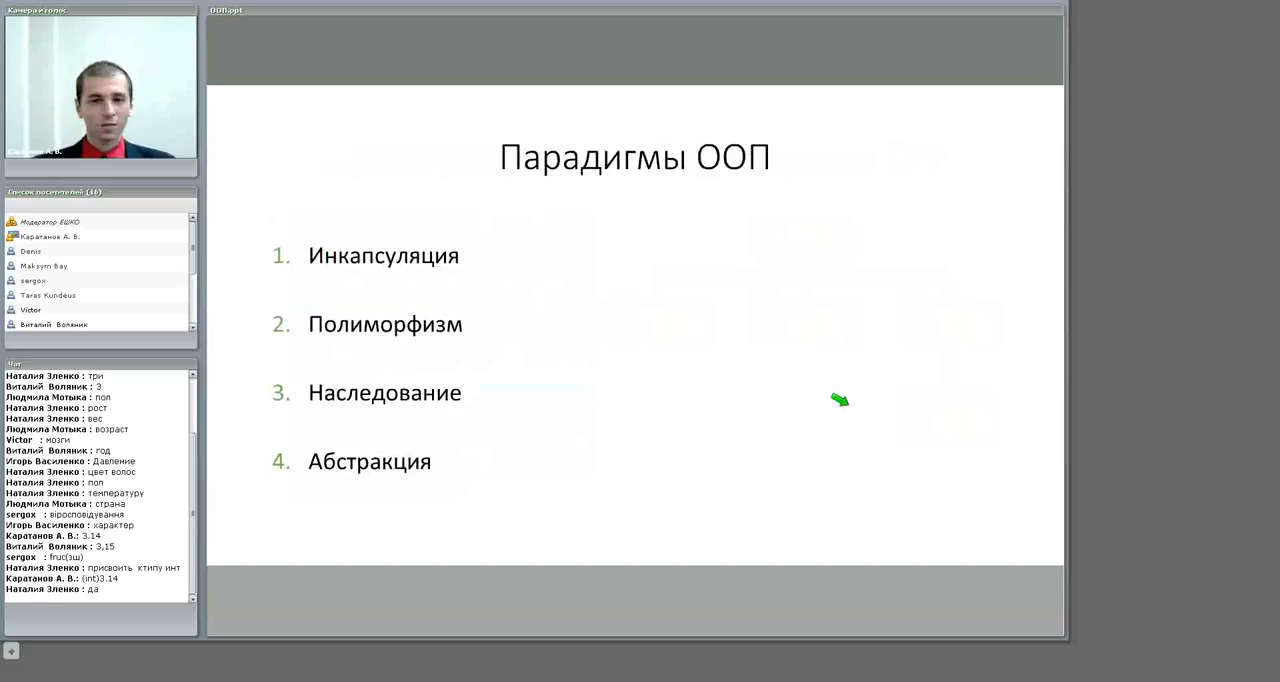 Камера и голос
Каратанов А. В.
Список посетителей (16)
Модератор ЕШКО
Каратанов А. В.
Denis
Maksym Bay
sergox
Taras Kundeus
Victor
Виталий Воляник
Чат
Наталия Зленко : три
Виталий Воляник : 3
Людмила Мотыка : пол
Наталия Зленко : рост
Наталия Зленко : вес
Людмила Мотыка : возраст
Victor : мозги
Виталий Воляник : год
Игорь Василенко : Давление
Наталия Зленко : цвет волос
Наталия Зленко : пол
Наталия Зленко : температуру
Людмила Мотыка : страна
sergox : віросповідування
Игорь Василенко : характер
Каратанов А. В.: 3.14
Виталий Воляник : 3,15
sergox : fruc(зш)
Наталия Зленко : присвоить ктипу инт
Каратанов А. В.: (int)3.14
Наталия Зленко : да
ООП.ppt
Парадигмы ООП
1. Инкапсуляция
2. Полиморфизм
3. Наследование
4. Абстракция